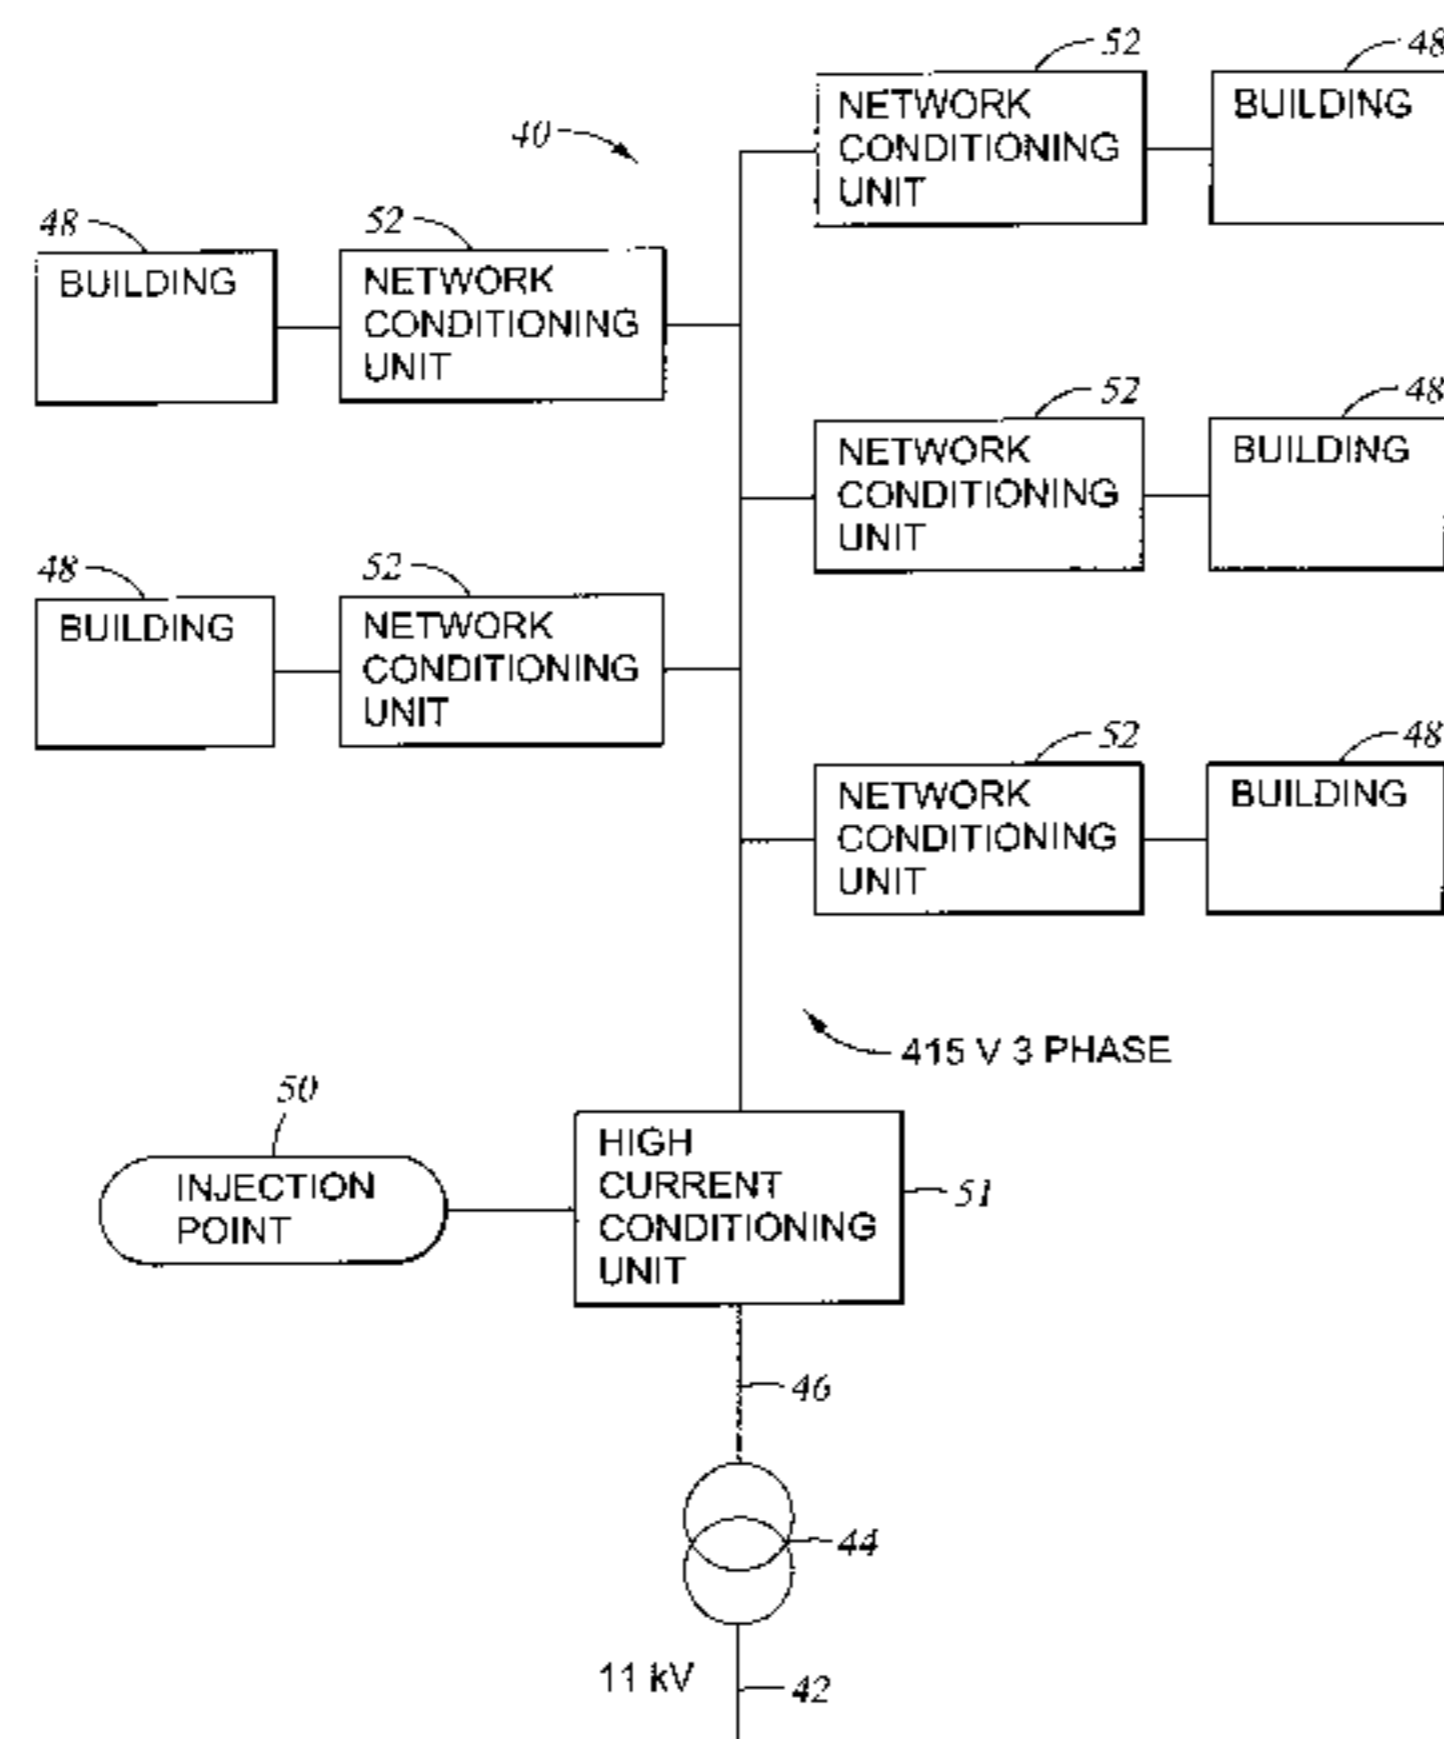 52
48
NETWORK
CONDITIONING
UNIT
BUILDING
40
48
52
BUILDING
NETWORK
CONDITIONING
UNIT
52
48
NETWORK
CONDITIONING
UNIT
BUILDING
48
52
BUILDING
NETWORK
CONDITIONING
UNIT
52
48
NETWORK
CONDITIONING
UNIT
BUILDING
415 V 3 PHASE
50
INJECTION
POINT
HIGH
CURRENT
CONDITIONING
UNIT
51
46
44
11 kV
42